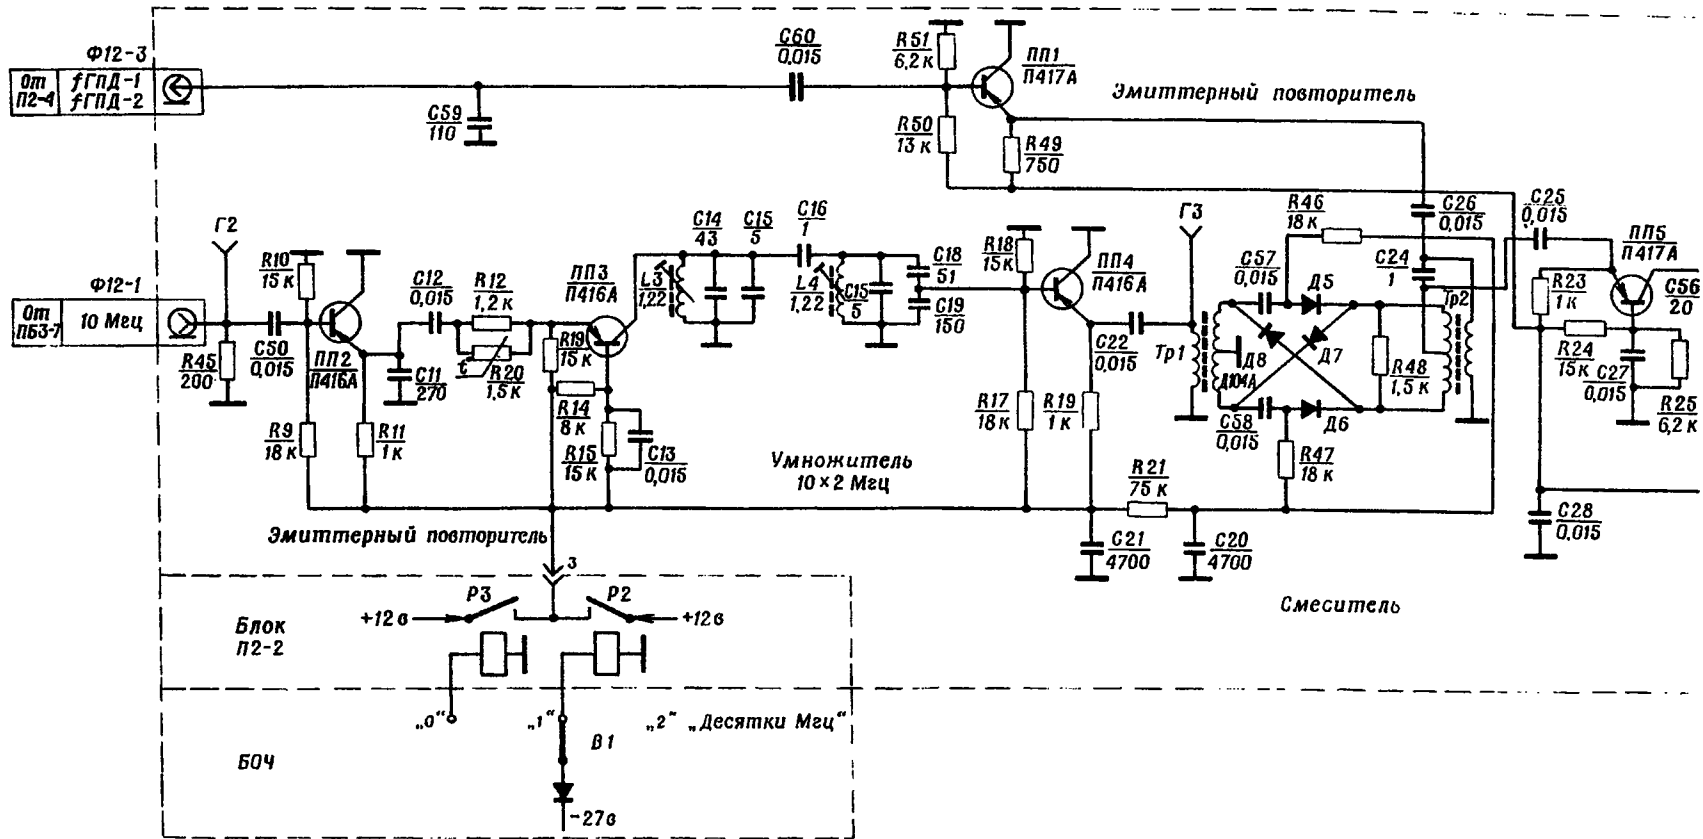 Ф12-3
От
П2-4
fГПД-1
fГПД-2
C59
110
C60
0,015
R51
6,2к
ПП1
П417А
Эмиттерный повторитель
R50
13 к
R49
750
Г2
Ф12-1
От
ПБ3-7
10 Мгц
R45
200
C50
0,015
R10
15 к
ПП2
П416А
R9
18 к
R11
1 к
C12
0,015
C11
270
R12
1,2 к
t°
R20
1,5к
ПП3
П416А
R19
15 к
R14
8 к
R15
15 к
C13
0,015
L3
1,22
C14
43
C15
5
C16
1
L4
1,22
C15
5
C18
51
C19
150
R18
15 к
ПП4
П416А
R17
18 к
R19
1 к
C22
0,015
Г3
Тр1
C57
0,015
R46
18 к
Д5
Д8
Д104А
Д7
Д6
C58
0,015
R47
18 к
R48
1,5 к
C26
0,015
C24
1
Тр2
C25
0,015
ПП5
П417А
R23
1 к
C56
20
R24
15к
C27
0,015
R25
6,2 к
C28
0,015
Умножитель
10×2 Мгц
R21
75 к
C21
4700
C20
4700
Эмиттерный повторитель
3
Смеситель
Блок
П2-2
+12в
Р3
Р2
+12в
„0“
„1“
„2“
„Десятки Мгц“
В1
БОЧ
-27в